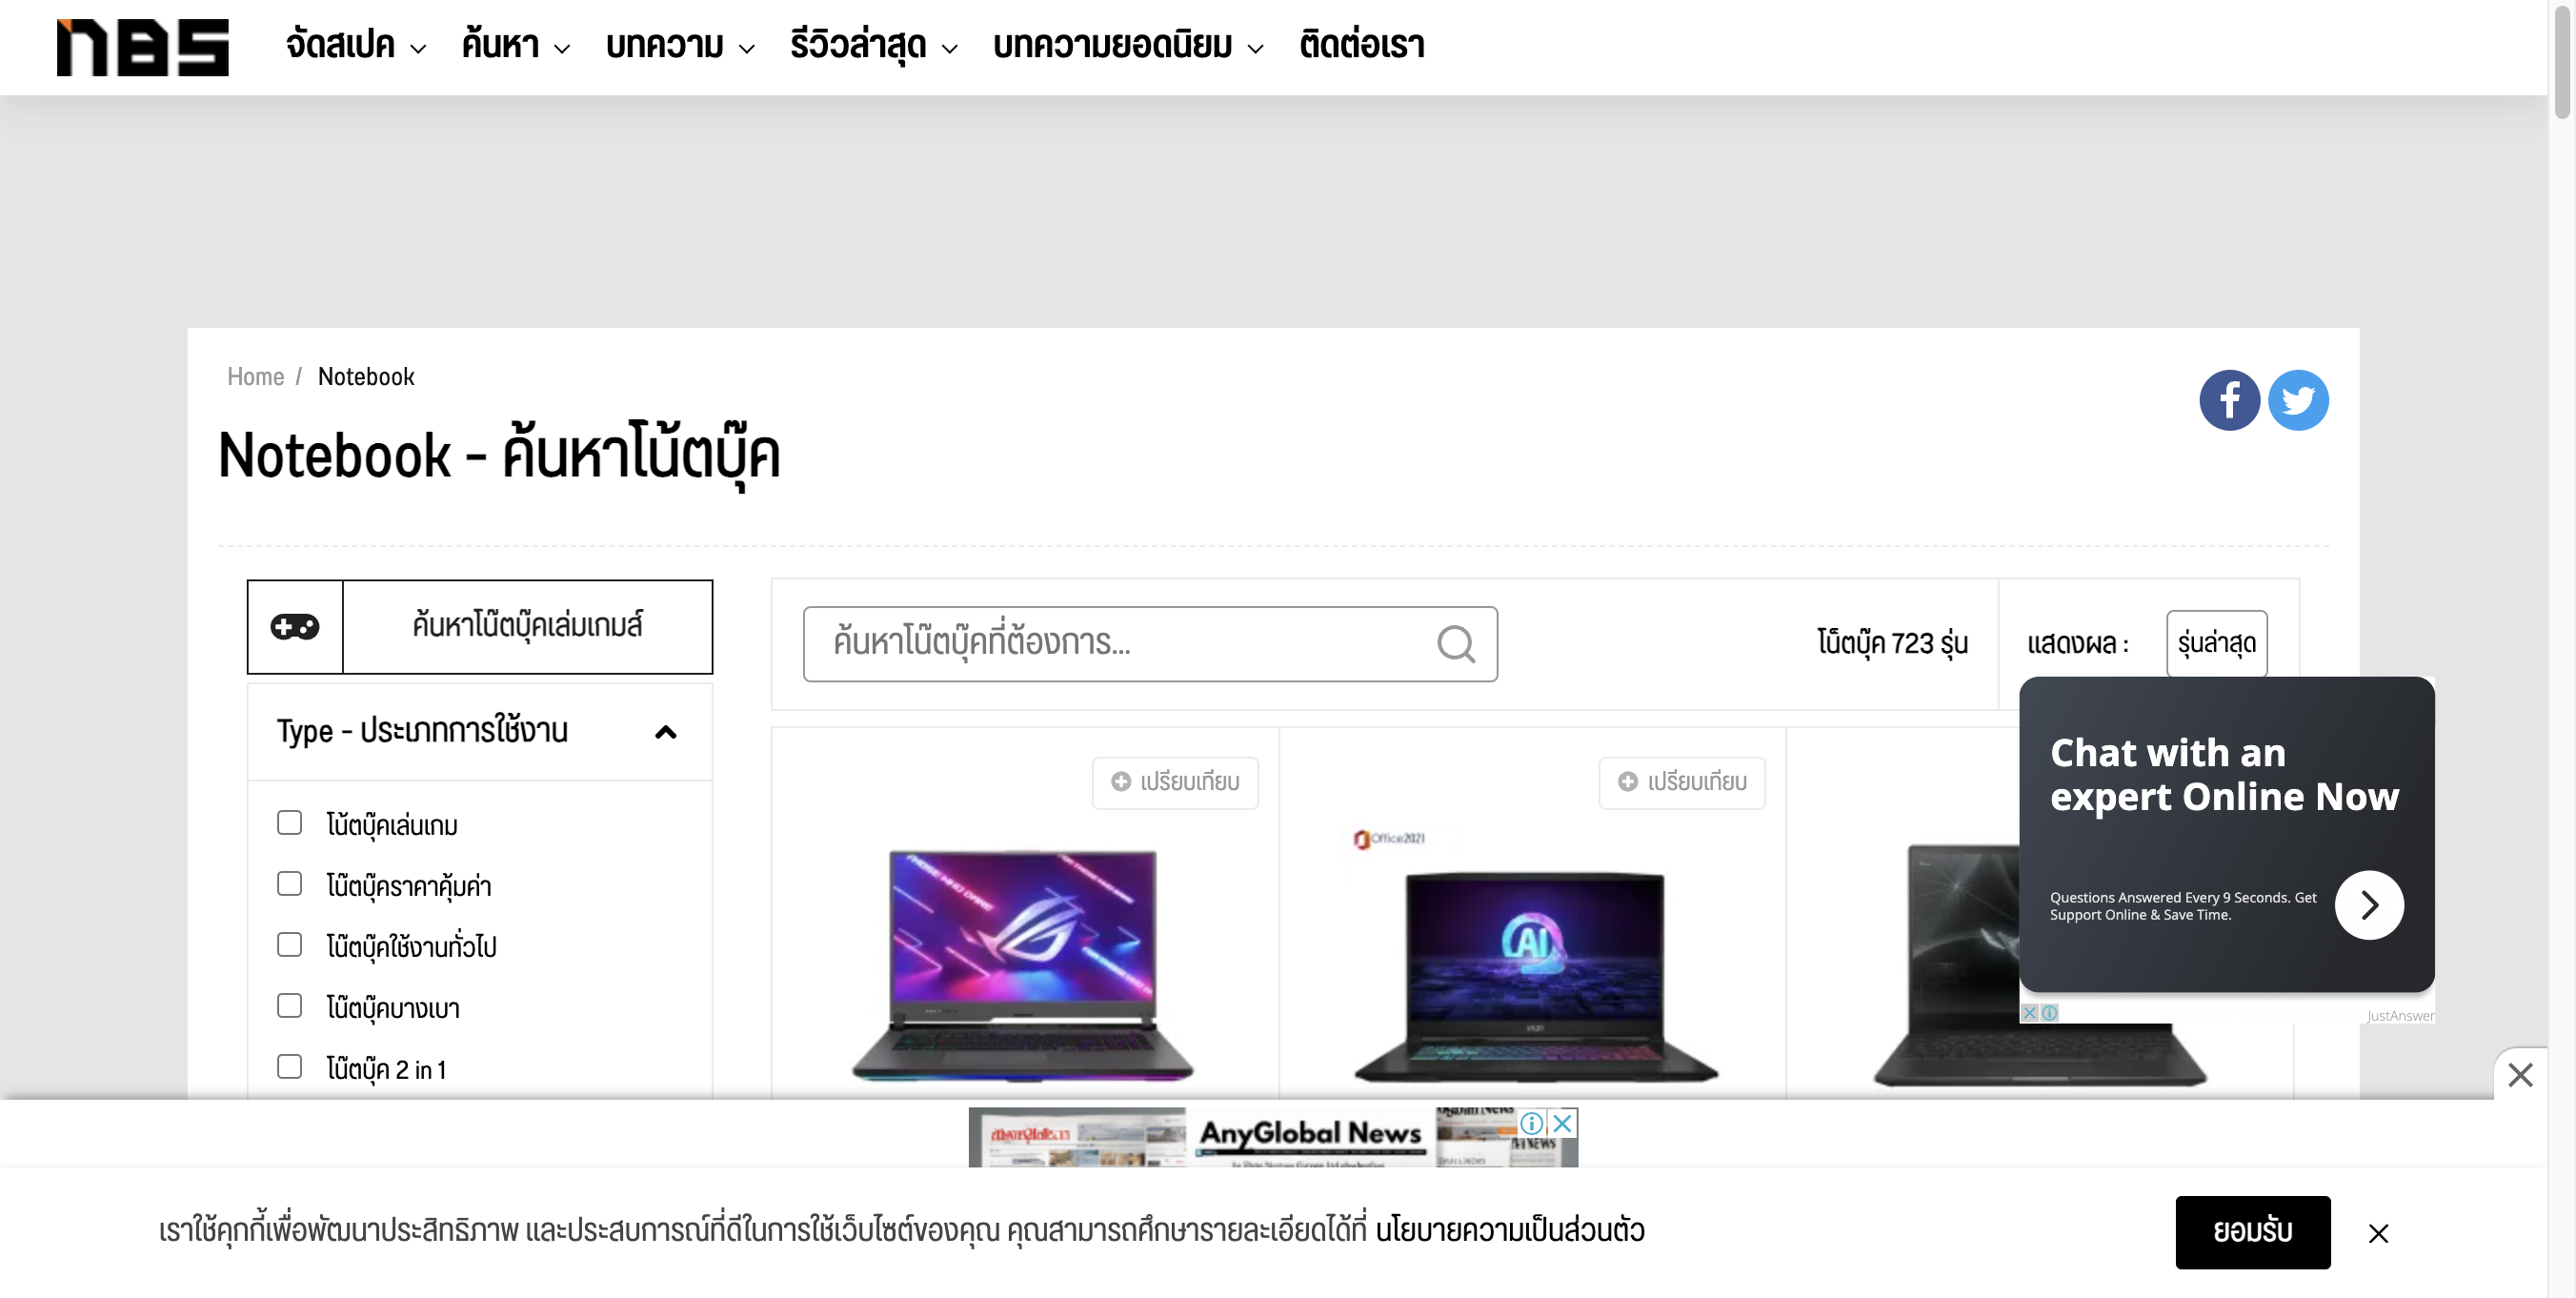 nBS
จัดสเปค
ค้นหา
บทความ
รีวิวล่าสุด
บทความยอดนิยม
ติดต่อเรา
Home / Notebook
Notebook - ค้นหาโน้ตบุ๊ค
ค้นหาโน๊ตบุ๊คเล่มเกมส์
ค้นหาโน๊ตบุ๊คที่ต้องการ...
โน็ตบุ๊ค 723 รุ่น
แสดงผล :
รุ่นล่าสุด
Type - ประเภทการใช้งาน
โน้ตบุ๊คเล่นเกม
โน๊ตบุ๊คราคาคุ้มค่า
โน๊ตบุ๊คใช้งานทั่วไป
โน๊ตบุ๊คบางเบา
โน๊ตบุ๊ค 2 in 1
เปรียบเทียบ
เปรียบเทียบ
Office2021
AI
Chat with an
expert Online Now
Questions Answered Every 9 Seconds. Get
Support Online & Save Time.
JustAnswer
AnyGlobal News
เราใช้คุกกี้เพื่อพัฒนาประสิทธิภาพ และประสบการณ์ที่ดีในการใช้เว็บไซต์ของคุณ คุณสามารถศึกษารายละเอียดได้ที่ นโยบายความเป็นส่วนตัว
ยอมรับ